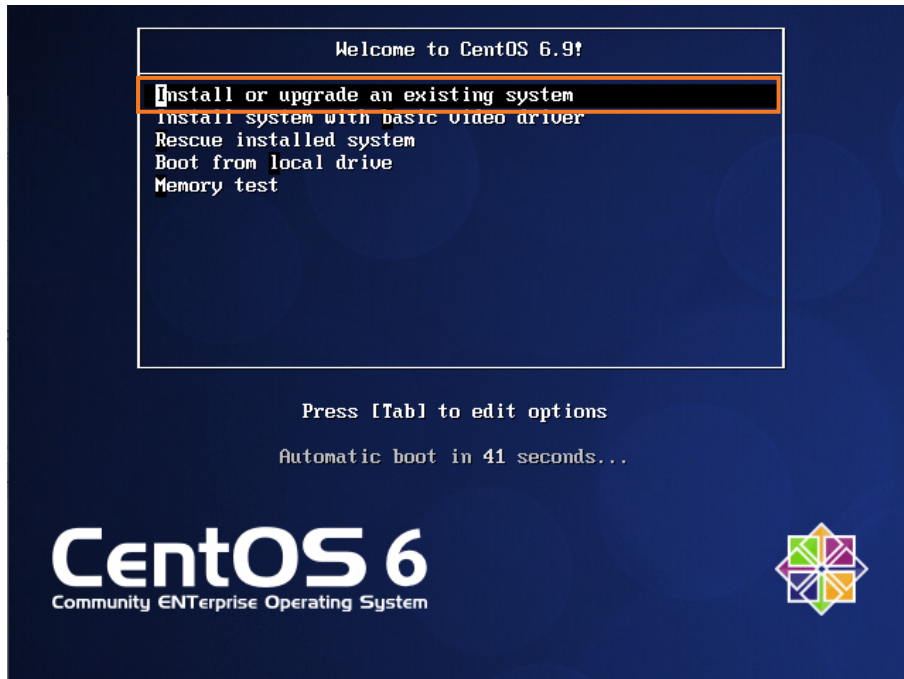 Welcome to CentOS 6.9!
Install or upgrade an existing system
Install system with basic video driver
Rescue installed system
Boot from local drive
Memory test
Press [Tab] to edit options
Automatic boot in 41 seconds...
CentOS 6
Community ENTerprise Operating System